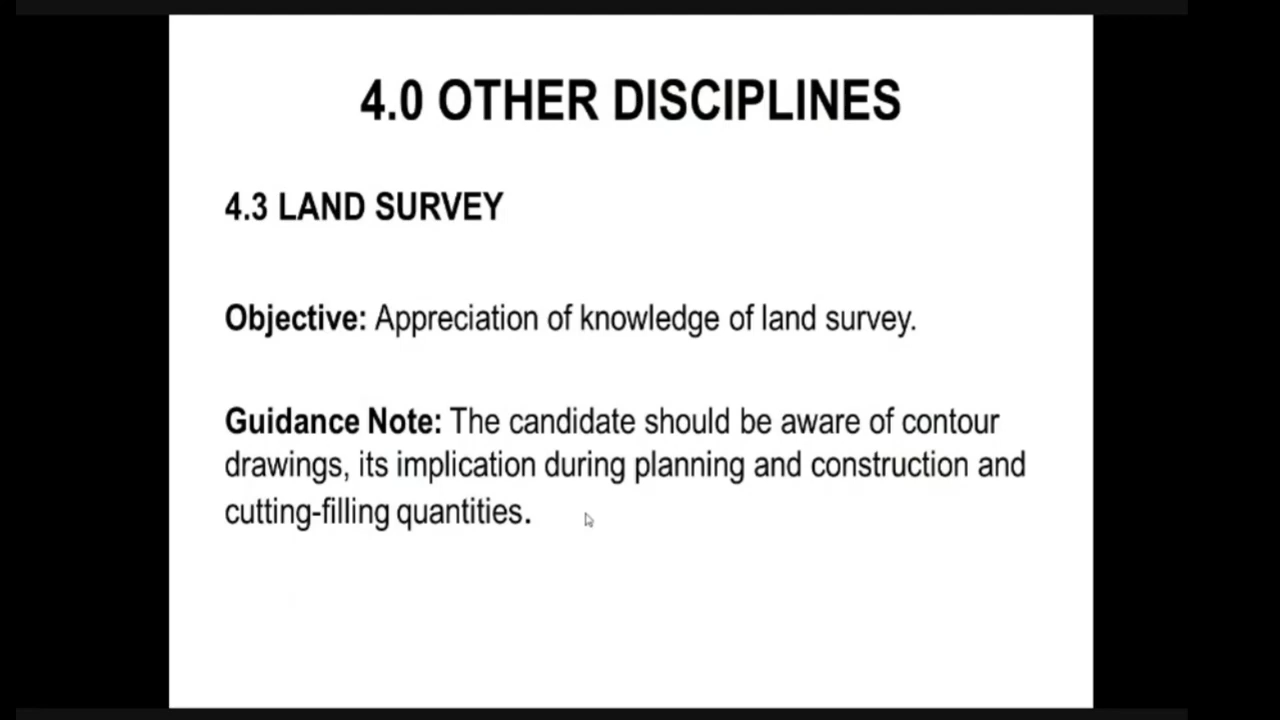 4.0 OTHER DISCIPLINES
4.3 LAND SURVEY
Objective: Appreciation of knowledge of land survey.
Guidance Note: The candidate should be aware of contour
drawings, its implication during planning and construction and
cutting-filling quantities.